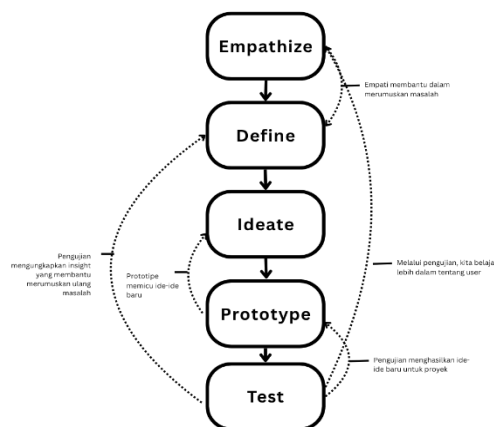 Empathize
Empati membantu dalam
merumuskan masalah
Define
Ideate
Pengujian
mengungkapkan insight
yang membantu
merumuskan ulang
masalah
Prototipe
memicu ide-ide
baru
Melalui pengujian, kita belaja
lebih dalam tentang user
Prototype
Pengujian menghasilkan ide-
ide baru untuk proyek
Test